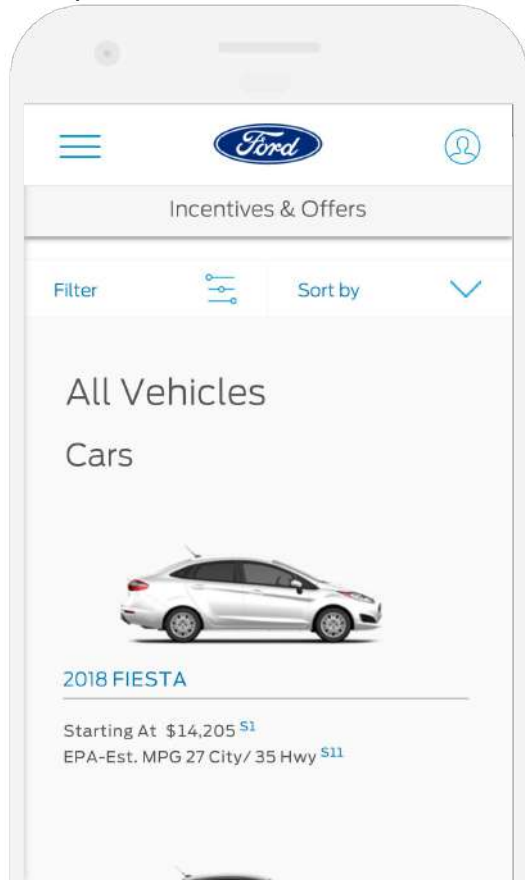 Ford
Incentives & Offers
Filter
Sort by
All Vehicles
Cars
2018 FIESTA
Starting At $14,205 S1
EPA-Est. MPG 27 City/ 35 Hwy S11